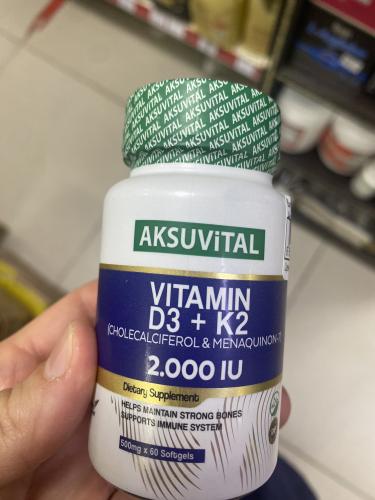 AKSUViTAL
AKSUViTAL
VITAMIN
D3 + K2
(CHOLECALCIFEROL & MENAQUINON-7)
2.000 IU
Dietary Supplement
HELPS MAINTAIN STRONG BONES
SUPPORTS IMMUNE SYSTEM
500mg x 60 Softgels